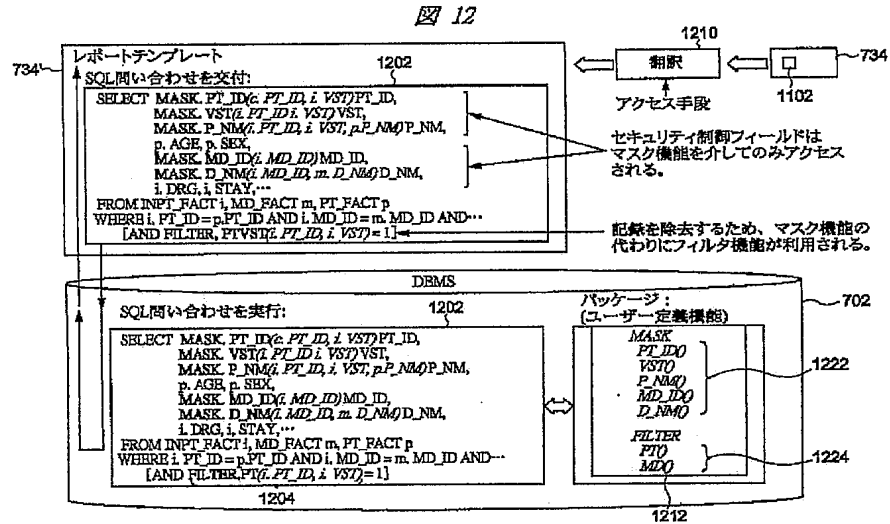 図 12
734'
レポートテンプレート
SQL問い合わせを交付:
1202
SELECT MASK. PT_ID(i. PT_ID, i. VST)PT_ID,
MASK. VST(i. PT_ID i. VST)VST,
MASK. P_NM(i. PT_ID, i. VST, p.P_NM)P_NM,
p. AGE, p. SEX,
MASK. MD_ID(i. MD_ID)MD_ID,
MASK. D_NM(i. MD_ID, m. D_NM)D_NM,
i. DRG, i, STAY,…
FROM INPT_FACT i, MD_FACT m, PT_FACT p
WHERE i, PT_ID=p.PT_ID AND i. MD_ID=m. MD_ID AND…
[AND FILTER, PTVST(i. PT_ID, i. VST)=1]
1210
翻訳
アクセス手段
734
1102
セキュリティ制御フィールドは
マスク機能を介してのみアクセス
される。
記録を除去するため、マスク機能の
代わりにフィルタ機能が利用される。
DBMS
702
SQL問い合わせを実行:
1202
SELECT MASK. PT_ID(c. PT_ID, i. VST)PT_ID,
MASK. VST(i. PT_ID i. VST)VST,
MASK. P_NM(i. PT_ID, i. VST, p.P_NM)P_NM,
p. AGE, p. SEX,
MASK. MD_ID(i. MD_ID)MD_ID,
MASK. D_NM(i. MD_ID, m. D_NM)D_NM,
i. DRG, i, STAY,…
FROM INPT_FACT i, MD_FACT m, PT_FACT p
WHERE i. PT_ID=p.PT_ID AND i. MD_ID=m. MD_ID AND…
[AND FILTER,PT(i. PT_ID, i. VST)=1]
1204
パッケージ:
(ユーザー定義機能)
MASK
PT_ID()
VST()
P_NM()
MD_ID()
D_NM()
1222
FILTER
PT()
MD()
1224
1212